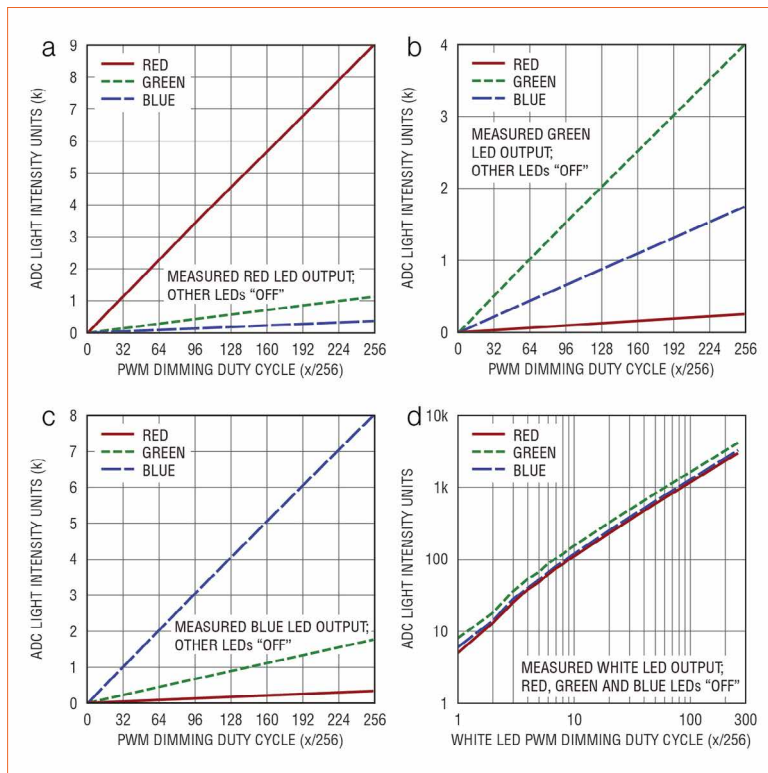 a
9
8
7
6
5
4
3
2
1
0
ADC LIGHT INTENSITY UNITS (k)
RED
GREEN
BLUE
MEASURED RED LED OUTPUT;
OTHER LEDs “OFF”
0 32 64 96 128 160 192 224 256
PWM DIMMING DUTY CYCLE (x/256)
b
4
3
2
1
0
ADC LIGHT INTENSITY UNITS (k)
RED
GREEN
BLUE
MEASURED GREEN
LED OUTPUT;
OTHER LEDs “OFF”
0 32 64 96 128 160 192 224 256
PWM DIMMING DUTY CYCLE (x/256)
c
8
7
6
5
4
3
2
1
0
ADC LIGHT INTENSITY UNITS (k)
RED
GREEN
BLUE
MEASURED BLUE LED OUTPUT;
OTHER LEDs “OFF”
0 32 64 96 128 160 192 224 256
PWM DIMMING DUTY CYCLE (x/256)
d
10k
1k
100
10
1
ADC LIGHT INTENSITY UNITS
RED
GREEN
BLUE
MEASURED WHITE LED OUTPUT;
RED, GREEN AND BLUE LEDs “OFF”
1 10 100 300
WHITE LED PWM DIMMING DUTY CYCLE (x/256)